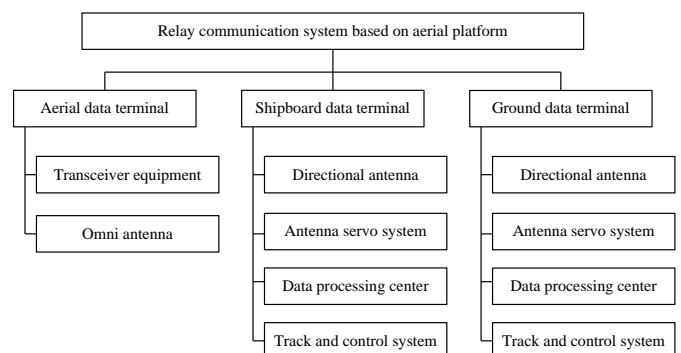 Relay communication system based on aerial platform
Aerial data terminal
Shipboard data terminal
Ground data terminal
Transceiver equipment
Directional antenna
Directional antenna
Omni antenna
Antenna servo system
Antenna servo system
Data processing center
Data processing center
Track and control system
Track and control system